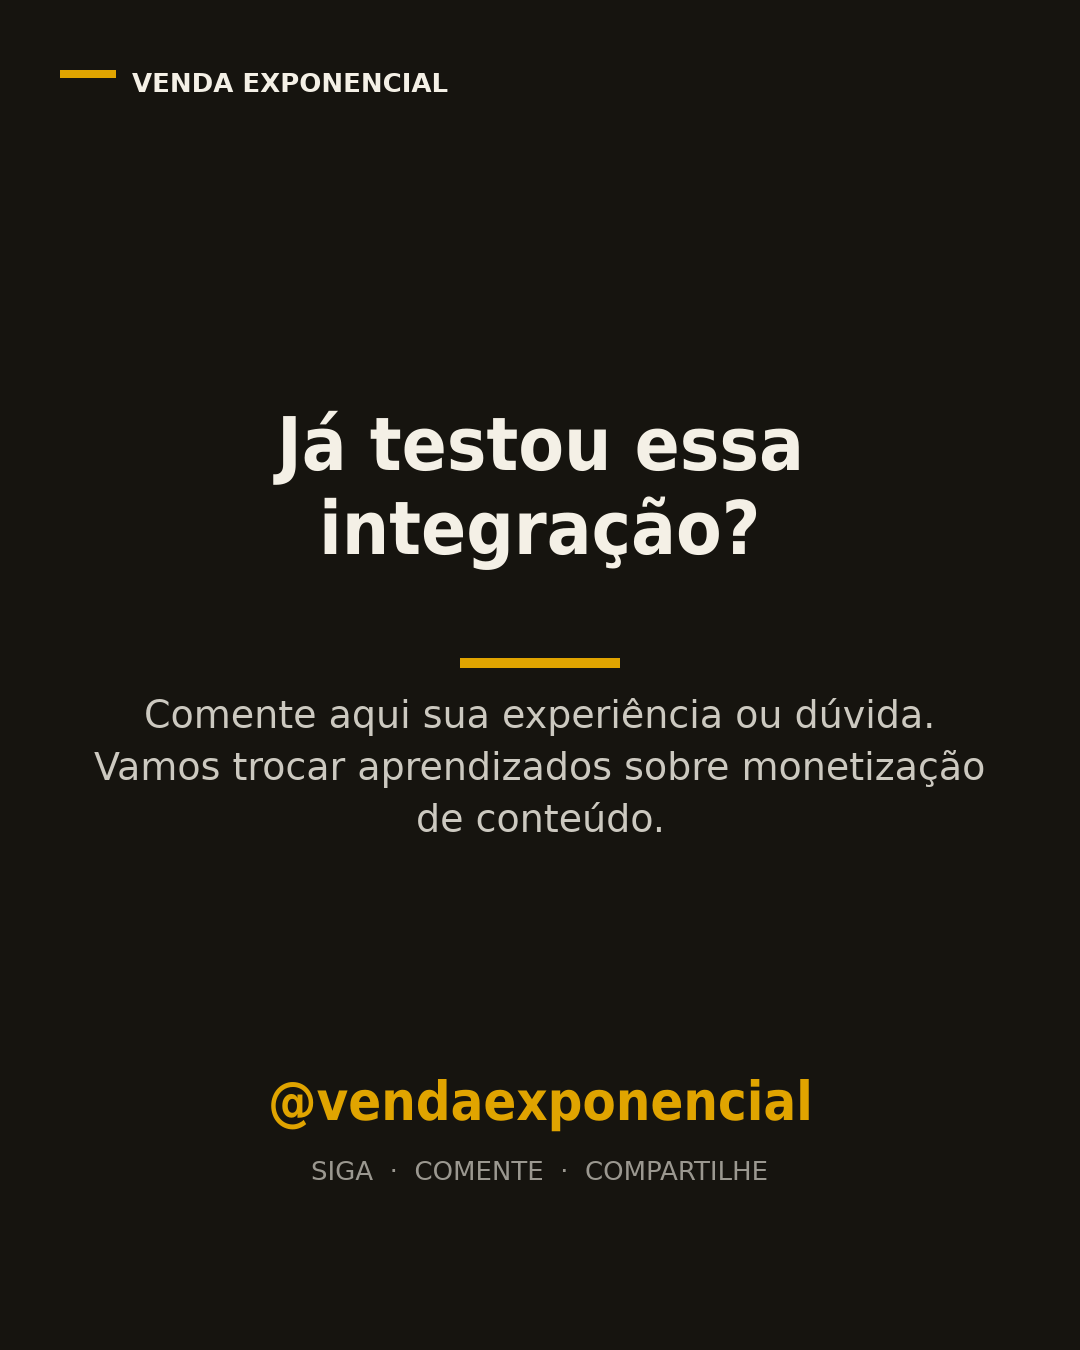 VENDA EXPONENCIAL
Já testou essa
integração?
Comente aqui sua experiência ou dúvida.
Vamos trocar aprendizados sobre monetização
de conteúdo.
@vendaexponencial
SIGA · COMENTE · COMPARTILHE